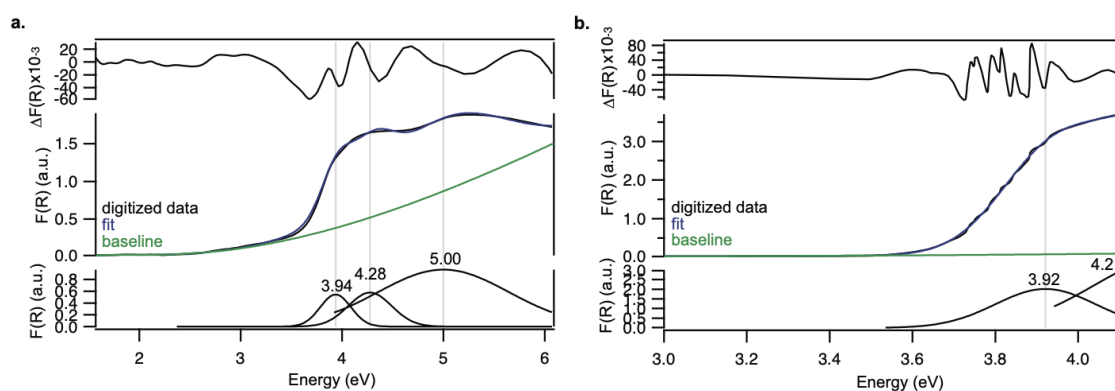 a.
ΔF(R)x10-3
20
0
-20
-40
-60
F(R) (a.u.)
1.5
1.0
0.5
0.0
digitized data
fit
baseline
F(R) (a.u.)
0.8
0.6
0.4
0.2
0.0
3.94
4.28
5.00
2 3 4 5 6
Energy (eV)
b.
ΔF(R)x10-3
80
40
0
-40
F(R) (a.u.)
3.0
2.0
1.0
0.0
digitized data
fit
baseline
F(R) (a.u.)
3.0
2.5
2.0
1.5
1.0
0.5
0.0
3.92
4.2
3.0 3.2 3.4 3.6 3.8 4.0
Energy (eV)